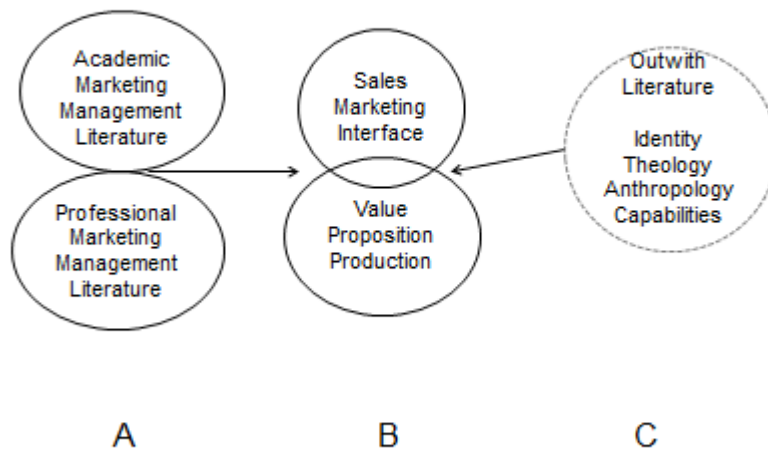 Academic
Marketing
Management
Literature
Professional
Marketing
Management
Literature
Sales
Marketing
Interface
Value
Proposition
Production
Outwith
Literature
Identity
Theology
Anthropology
Capabilities
A
B
C